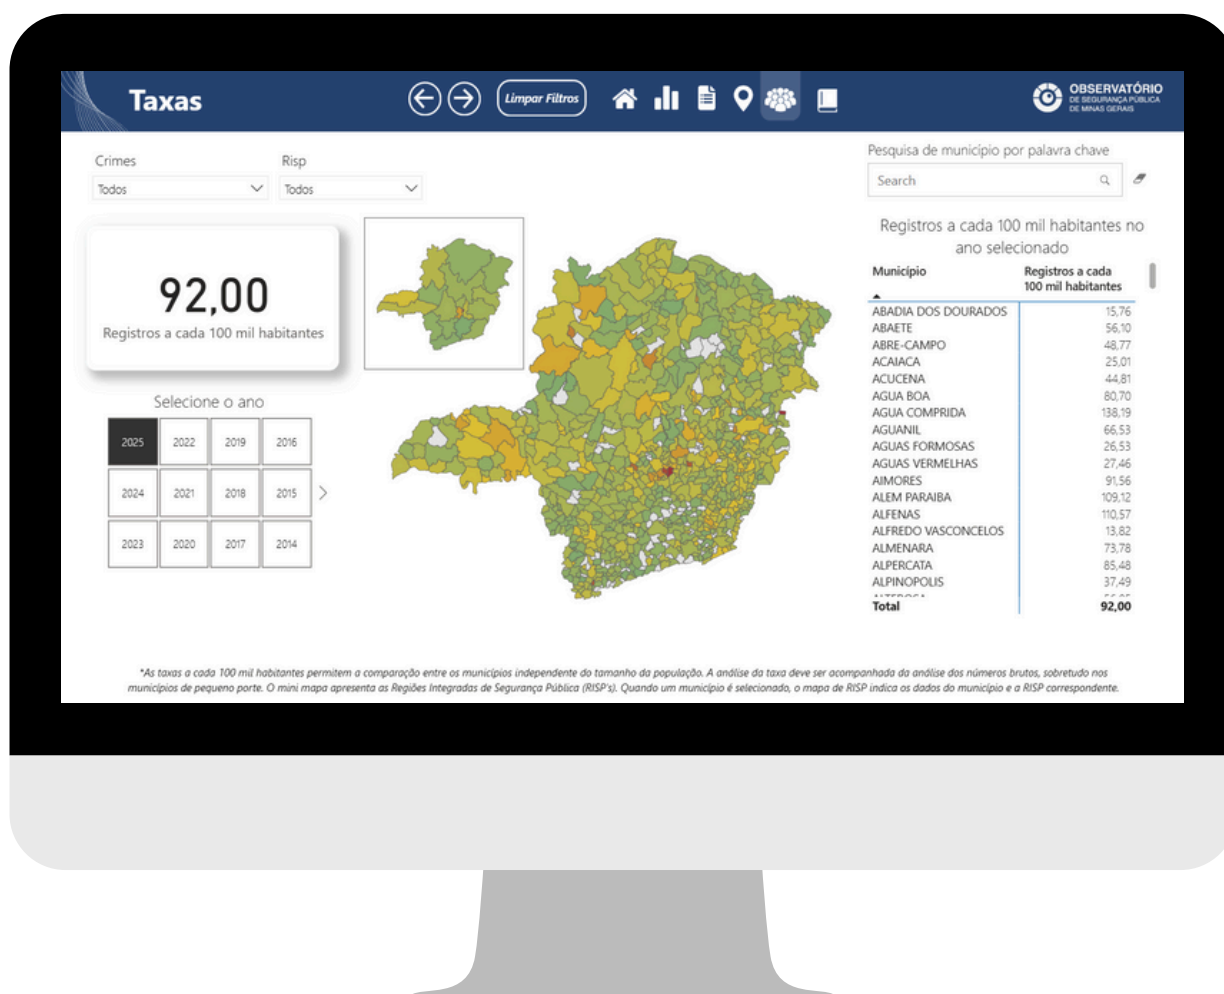 Taxas
Limpar Filtros
OBSERVATÓRIO
DE SEGURANÇA PÚBLICA
DE MINAS GERAIS
Crimes
Todos
Risp
Todos
Pesquisa de município por palavra chave
Search
92,00
Registros a cada 100 mil habitantes
Selecione o ano
2025 2022 2019 2016
2024 2021 2018 2015
2023 2020 2017 2014
Registros a cada 100 mil habitantes no
ano selecionado
Município Registros a cada
100 mil habitantes
ABADIA DOS DOURADOS 15,76
ABAETE 56,10
ABRE-CAMPO 48,77
ACAIACA 25,01
ACUCENA 44,81
AGUA BOA 80,70
AGUA COMPRIDA 138,19
AGUANIL 66,53
AGUAS FORMOSAS 26,53
AGUAS VERMELHAS 27,46
AIMORES 91,56
ALEM PARAIBA 109,12
ALFENAS 110,57
ALFREDO VASCONCELOS 13,82
ALMENARA 73,78
ALPERCATA 85,48
ALPINOPOLIS 37,49
Total 92,00
*As taxas a cada 100 mil habitantes permitem a comparação entre os municípios independente do tamanho da população. A análise da taxa deve ser acompanhada da análise dos números brutos, sobretudo nos
municípios de pequeno porte. O mini mapa apresenta as Regiões Integradas de Segurança Pública (RISP's). Quando um município é selecionado, o mapa de RISP indica os dados do município e a RISP correspondente.